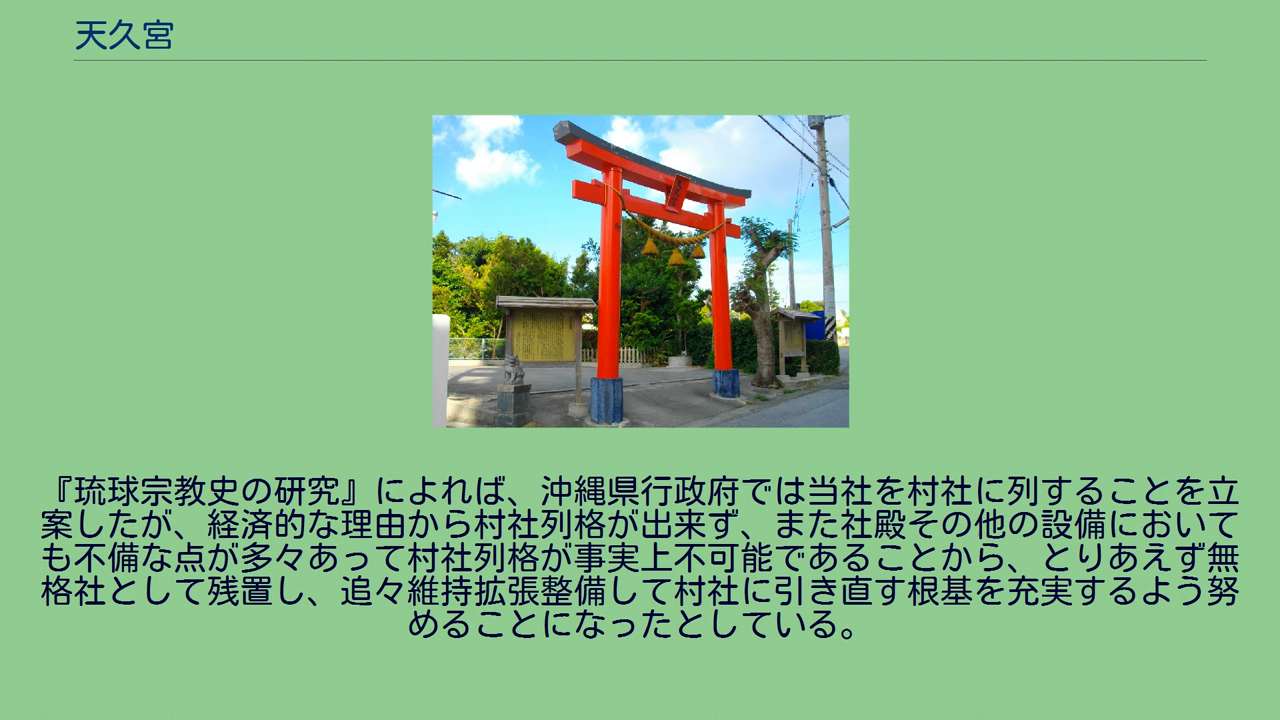 天久宮
『琉球宗教史の研究』によれば、沖縄県行政府では当社を村社に列することを立
案したが、経済的な理由から村社列格が出来ず、また社殿その他の設備において
も不備な点が多々あって村社列格が事実上不可能であることから、とりあえず無
格社として残置し、追々維持拡張整備して村社に引き直す根基を充実するよう努
めることになったとしている。